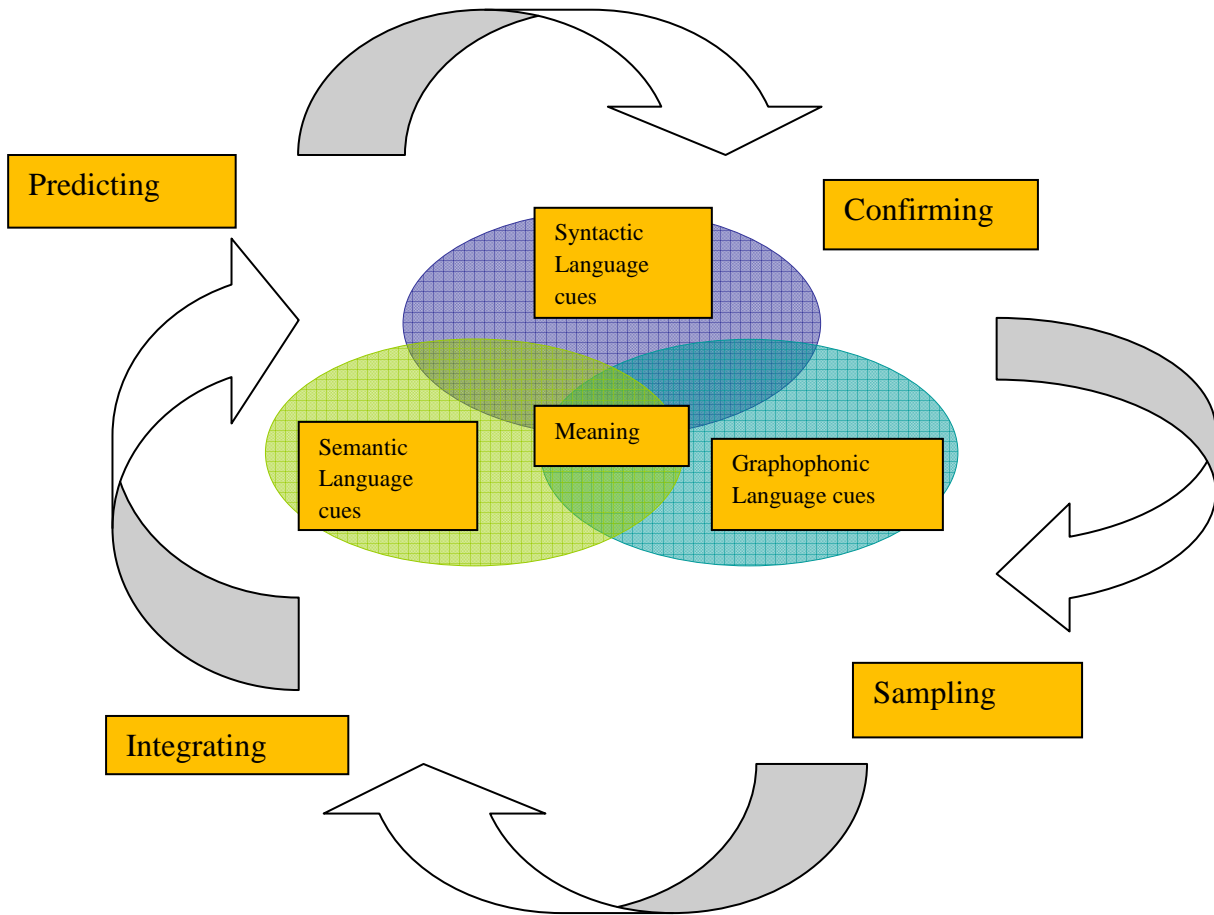 Predicting
Confirming
Syntactic
Language
cues
Meaning
Semantic
Language
cues
Graphophonic
Language cues
Sampling
Integrating